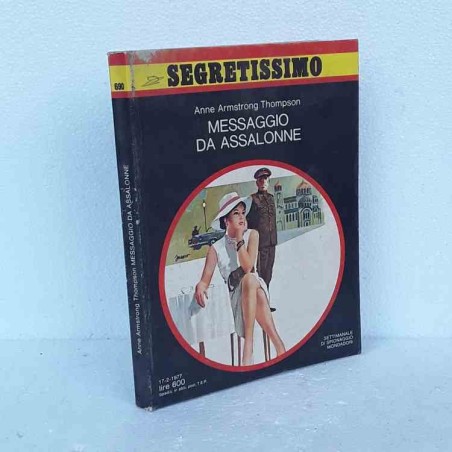 690
SEGRETISSIMO
Anne Armstrong Thompson
MESSAGGIO
DA ASSALONNE
Anne Armstrong Thompson MESSAGGIO DA ASSALONNE
SETTIMANALE
DI SPIONAGGIO
MONDADORI
17-2-1977
lire 600